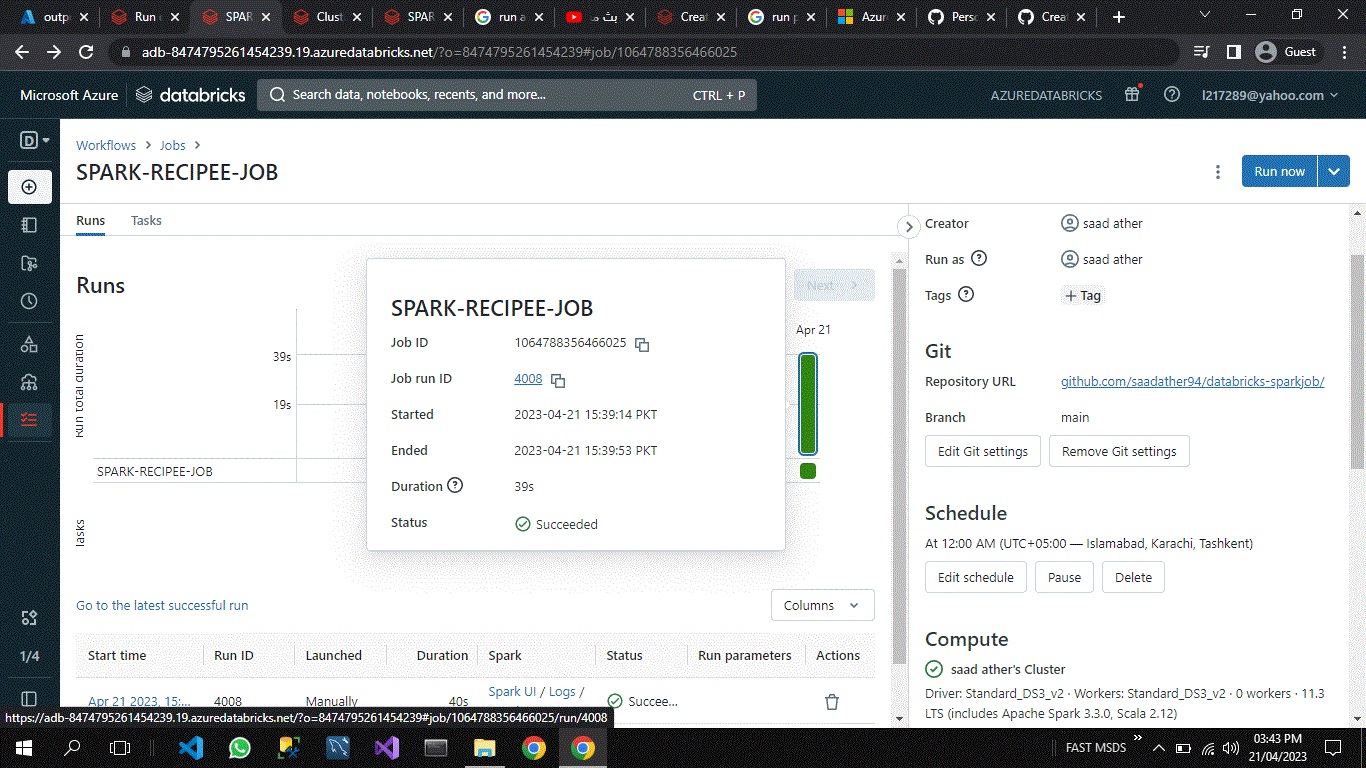 outp
Run o
SPAR
Clust
SPAR
run a
بث ما
Creat
run p
Azur
Perso
Creat
adb-8474795261454239.19.azuredatabricks.net/?o=8474795261454239#job/1064788356466025
Guest
Microsoft Azure
databricks
Search data, notebooks, recents, and more...
CTRL + P
AZUREDATABRICKS
l217289@yahoo.com
D
Workflows > Jobs >
SPARK-RECIPEE-JOB
Run now
Runs
Tasks
Runs
Next >
Apr 21
Run total duration
39s
19s
SPARK-RECIPEE-JOB
Tasks
SPARK-RECIPEE-JOB
Job ID 1064788356466025
Job run ID 4008
Started 2023-04-21 15:39:14 PKT
Ended 2023-04-21 15:39:53 PKT
Duration 39s
Status Succeeded
Go to the latest successful run
Columns
Start time Run ID Launched Duration Spark Status Run parameters Actions
Apr 21 2023, 15:... 4008 Manually 40s Spark UI / Logs / Succee...
Creator saad ather
Run as saad ather
Tags + Tag
Git
Repository URL github.com/saadather94/databricks-sparkjob/
Branch main
Edit Git settings
Remove Git settings
Schedule
At 12:00 AM (UTC+05:00 — Islamabad, Karachi, Tashkent)
Edit schedule
Pause
Delete
Compute
saad ather's Cluster
Driver: Standard_DS3_v2 · Workers: Standard_DS3_v2 · 0 workers · 11.3
LTS (includes Apache Spark 3.3.0, Scala 2.12)
1/4
https://adb-8474795261454239.19.azuredatabricks.net/?o=8474795261454239#job/1064788356466025/run/4008
FAST MSDS
03:43 PM
21/04/2023